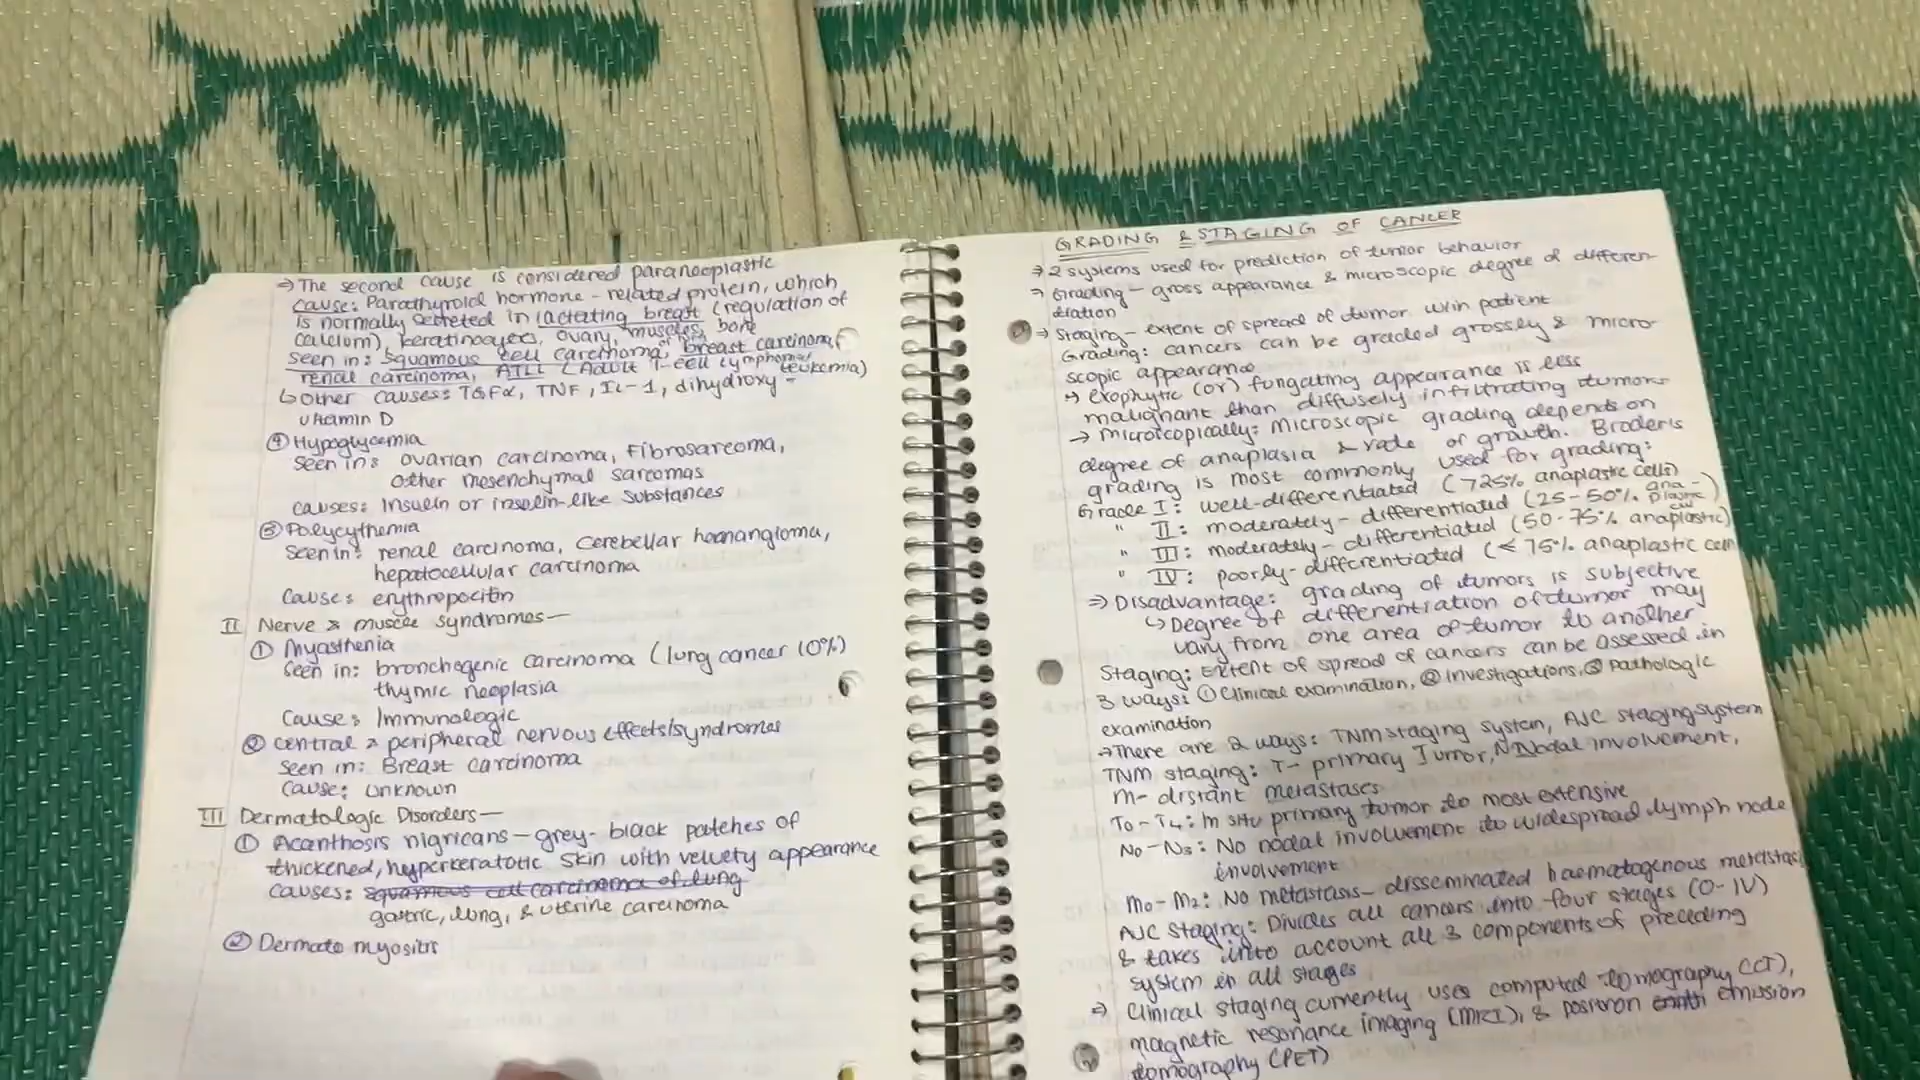 → The second cause is considered paraneoplastic
Cause: Parathyroid hormone - related protein, which
is normally secreted in lactating breast (regulation of
calcium), keratinocytes, ovary, muscles, bone
seen in: squamous cell carcinoma, breast carcinoma,
renal carcinoma, ATLL (Adult T-cell lymphoma/
leukemia)
↳ Other causes: TGFα, TNF, IL-1, dihydroxy -
vitamin D
④ Hypoglycemia
Seen in: ovarian carcinoma, Fibrosarcoma,
other mesenchymal sarcomas
causes: Insulin or insulin-like substances
⑤ Polycythemia
Seen in: renal carcinoma, cerebellar hemangioma,
hepatocellular carcinoma
Cause: erythropoeitin
II Nerve & muscle syndromes—
① Myasthenia
Seen in: bronchogenic carcinoma (lung cancer 10%)
thymic neoplasia
Cause: Immunologic
② Central & peripheral nervous effects/syndromes
Seen in: Breast carcinoma
Cause: unknown
III Dermatologic Disorders—
① Acanthosis nigricans — grey-black patches of
thickened, hyperkeratotic skin with velvety appearance
causes: squamous cell carcinoma of lung
gastric, lung, & uterine carcinoma
② Dermato myositis
GRADING & STAGING OF CANCER
→ 2 systems used for prediction of tumor behavior
→ Grading - gross appearance & microscopic degree of differen-
tiation
→ Staging - extent of spread of tumor w/in patient
Grading: cancers can be graded grossly & micro-
scopic appearance
→ exophytic (or) fungating appearance is less
malignant than diffusely infiltrating tumors
→ Microscopically: Microscopic grading depends on
degree of anaplasia & rate of growth. Broder's
grading is most commonly used for grading:
Grade I: well-differentiated (>25% anaplastic cells)
" II: moderately-differentiated (25-50% ana-
plastic cell)
" III: moderately-differentiated (50-75% anaplastic)
" IV: poorly-differentiated (< 75% anaplastic cell
⇒ Disadvantage: grading of tumors is subjective
↳ Degree of differentiation of tumor may
vary from one area of tumor to another
Staging: Extent of spread of cancers can be assessed in
3 ways: ① Clinical examination, ② Investigations, ③ Pathologic
examination
→ There are 2 ways: TNM staging system, AJC staging system
TNM staging: T- primary Tumor, N Nodal involvement,
M- distant metastases
T0 - T4: In situ primary tumor to most extensive
N0 - N3: No nodal involvement to widespread lymph node
involvement
M0 - M2: No metastasis - disseminated haematogenous metastasis
AJC Staging: Divides all cancers into four stages (0-IV)
& takes into account all 3 components of preceding
system in all stages
⇒ Clinical staging currently uses computed tomography (CT),
magnetic resonance imaging (MRI), & positron emission
tomography (PET)